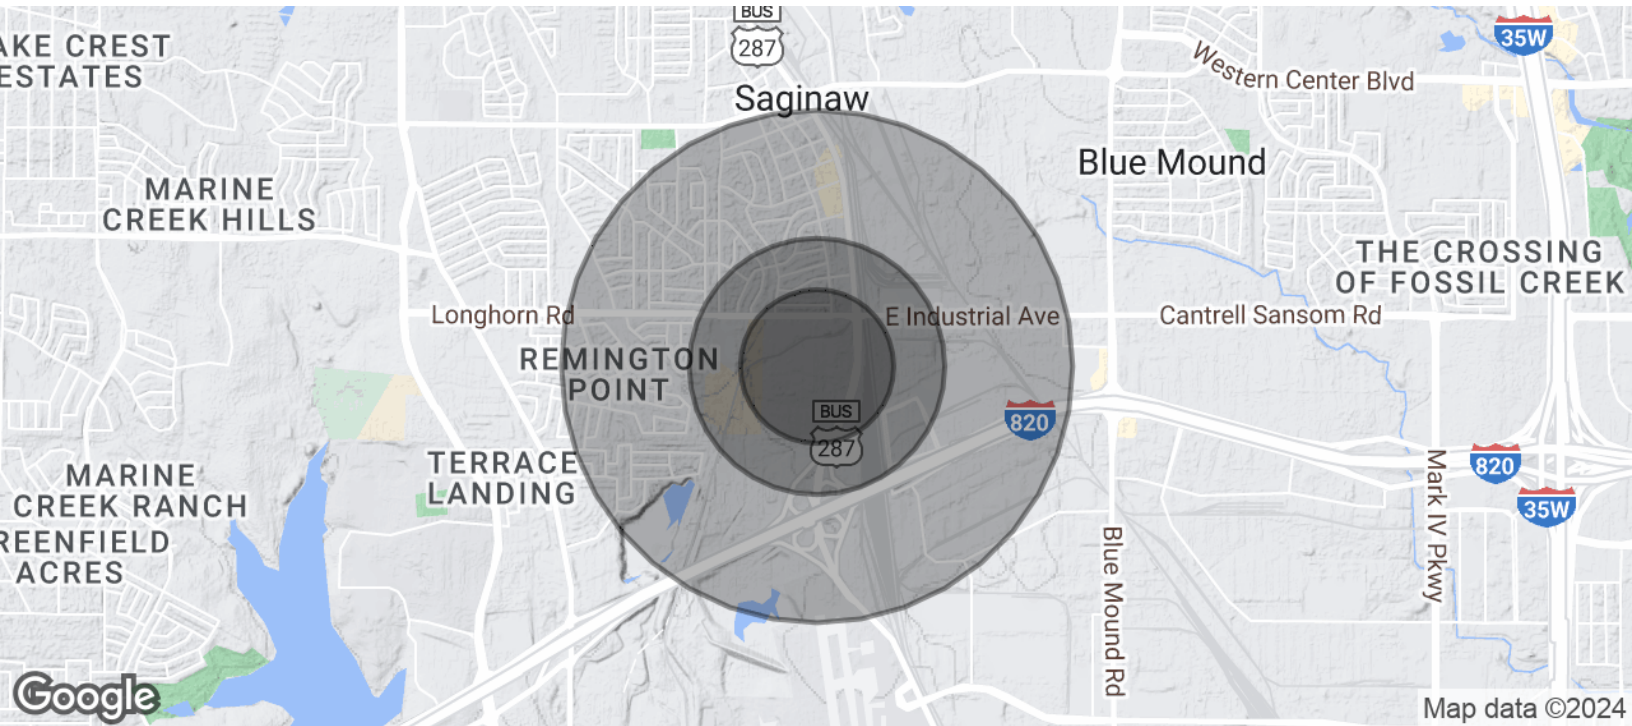 BUS
287
35W
AKE CREST
ESTATES
Western Center Blvd
Saginaw
Blue Mound
MARINE
CREEK HILLS
THE CROSSING
OF FOSSIL CREEK
Longhorn Rd
E Industrial Ave
Cantrell Sansom Rd
REMINGTON
POINT
BUS
287
820
TERRACE
LANDING
820
35W
MARINE
CREEK RANCH
REENFIELD
ACRES
Mark IV Pkwy
Blue Mound Rd
Google
Map data ©2024